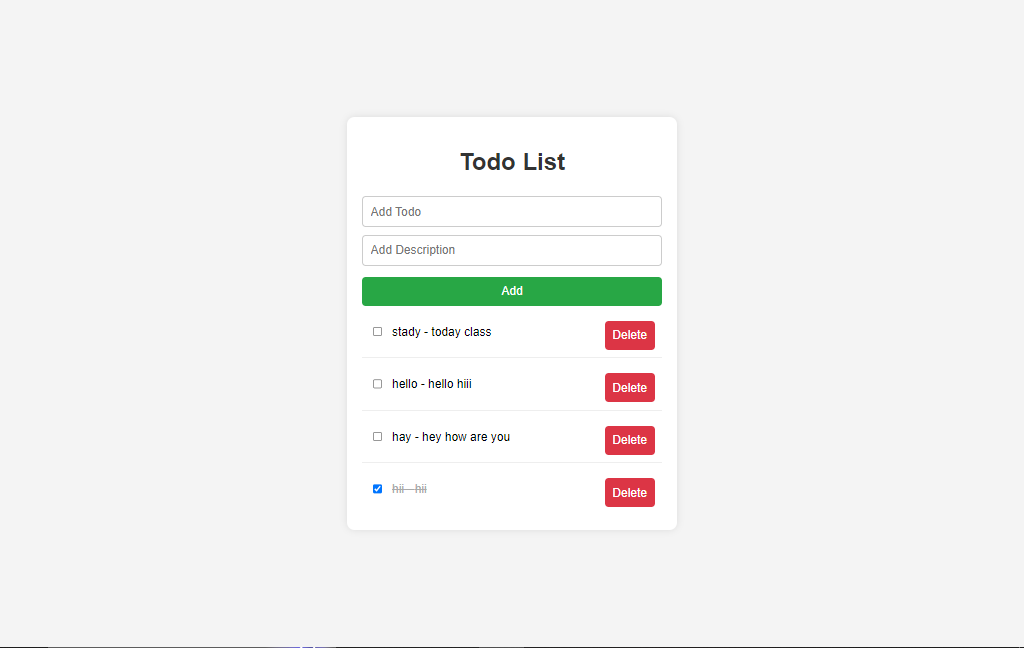 Todo List
Add Todo
Add Description
Add
stady - today class Delete
hello - hello hiii Delete
hay - hey how are you Delete
hii - hii Delete